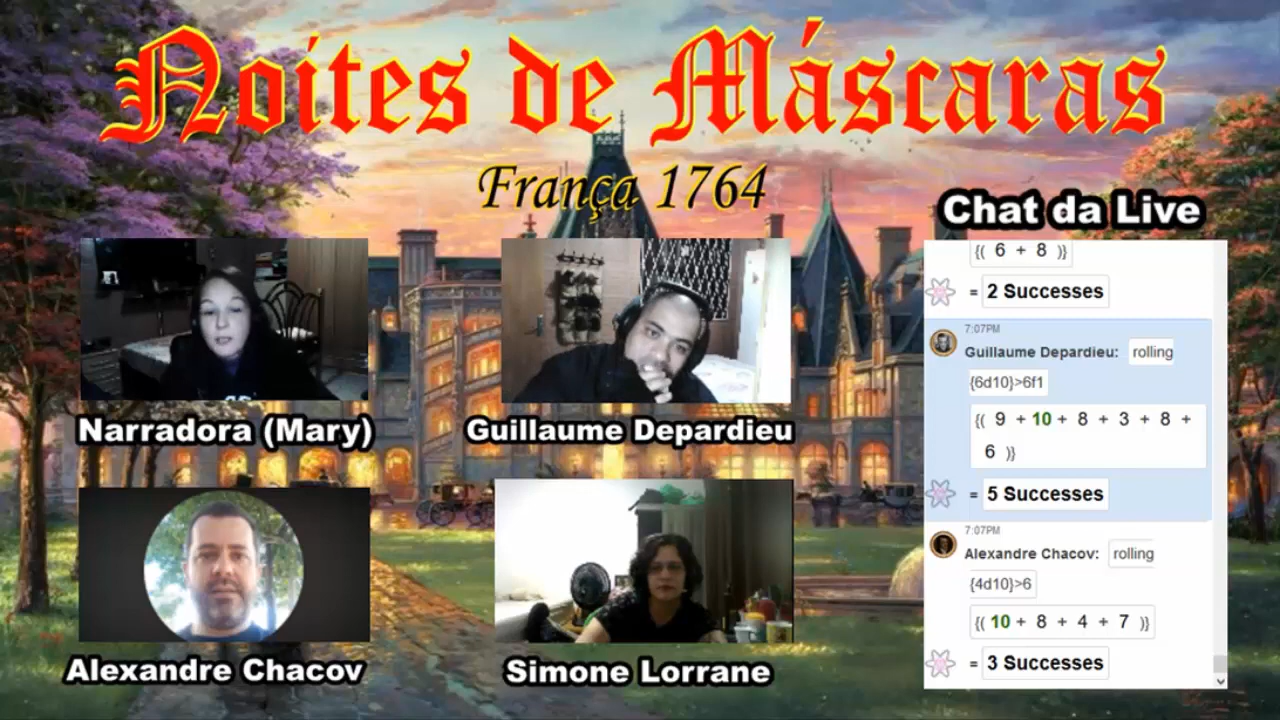 Noites de Máscaras
França 1764
Chat da Live
{( 6 + 8 )}
= 2 Successes
7:07PM
Guillaume Depardieu: rolling
{6d10}>6f1
{( 9 + 10 + 8 + 3 + 8 +
6 )}
= 5 Successes
7:07PM
Alexandre Chacov: rolling
{4d10}>6
{( 10 + 8 + 4 + 7 )}
= 3 Successes
Narradora (Mary)
Guillaume Depardieu
Alexandre Chacov
Simone Lorrane